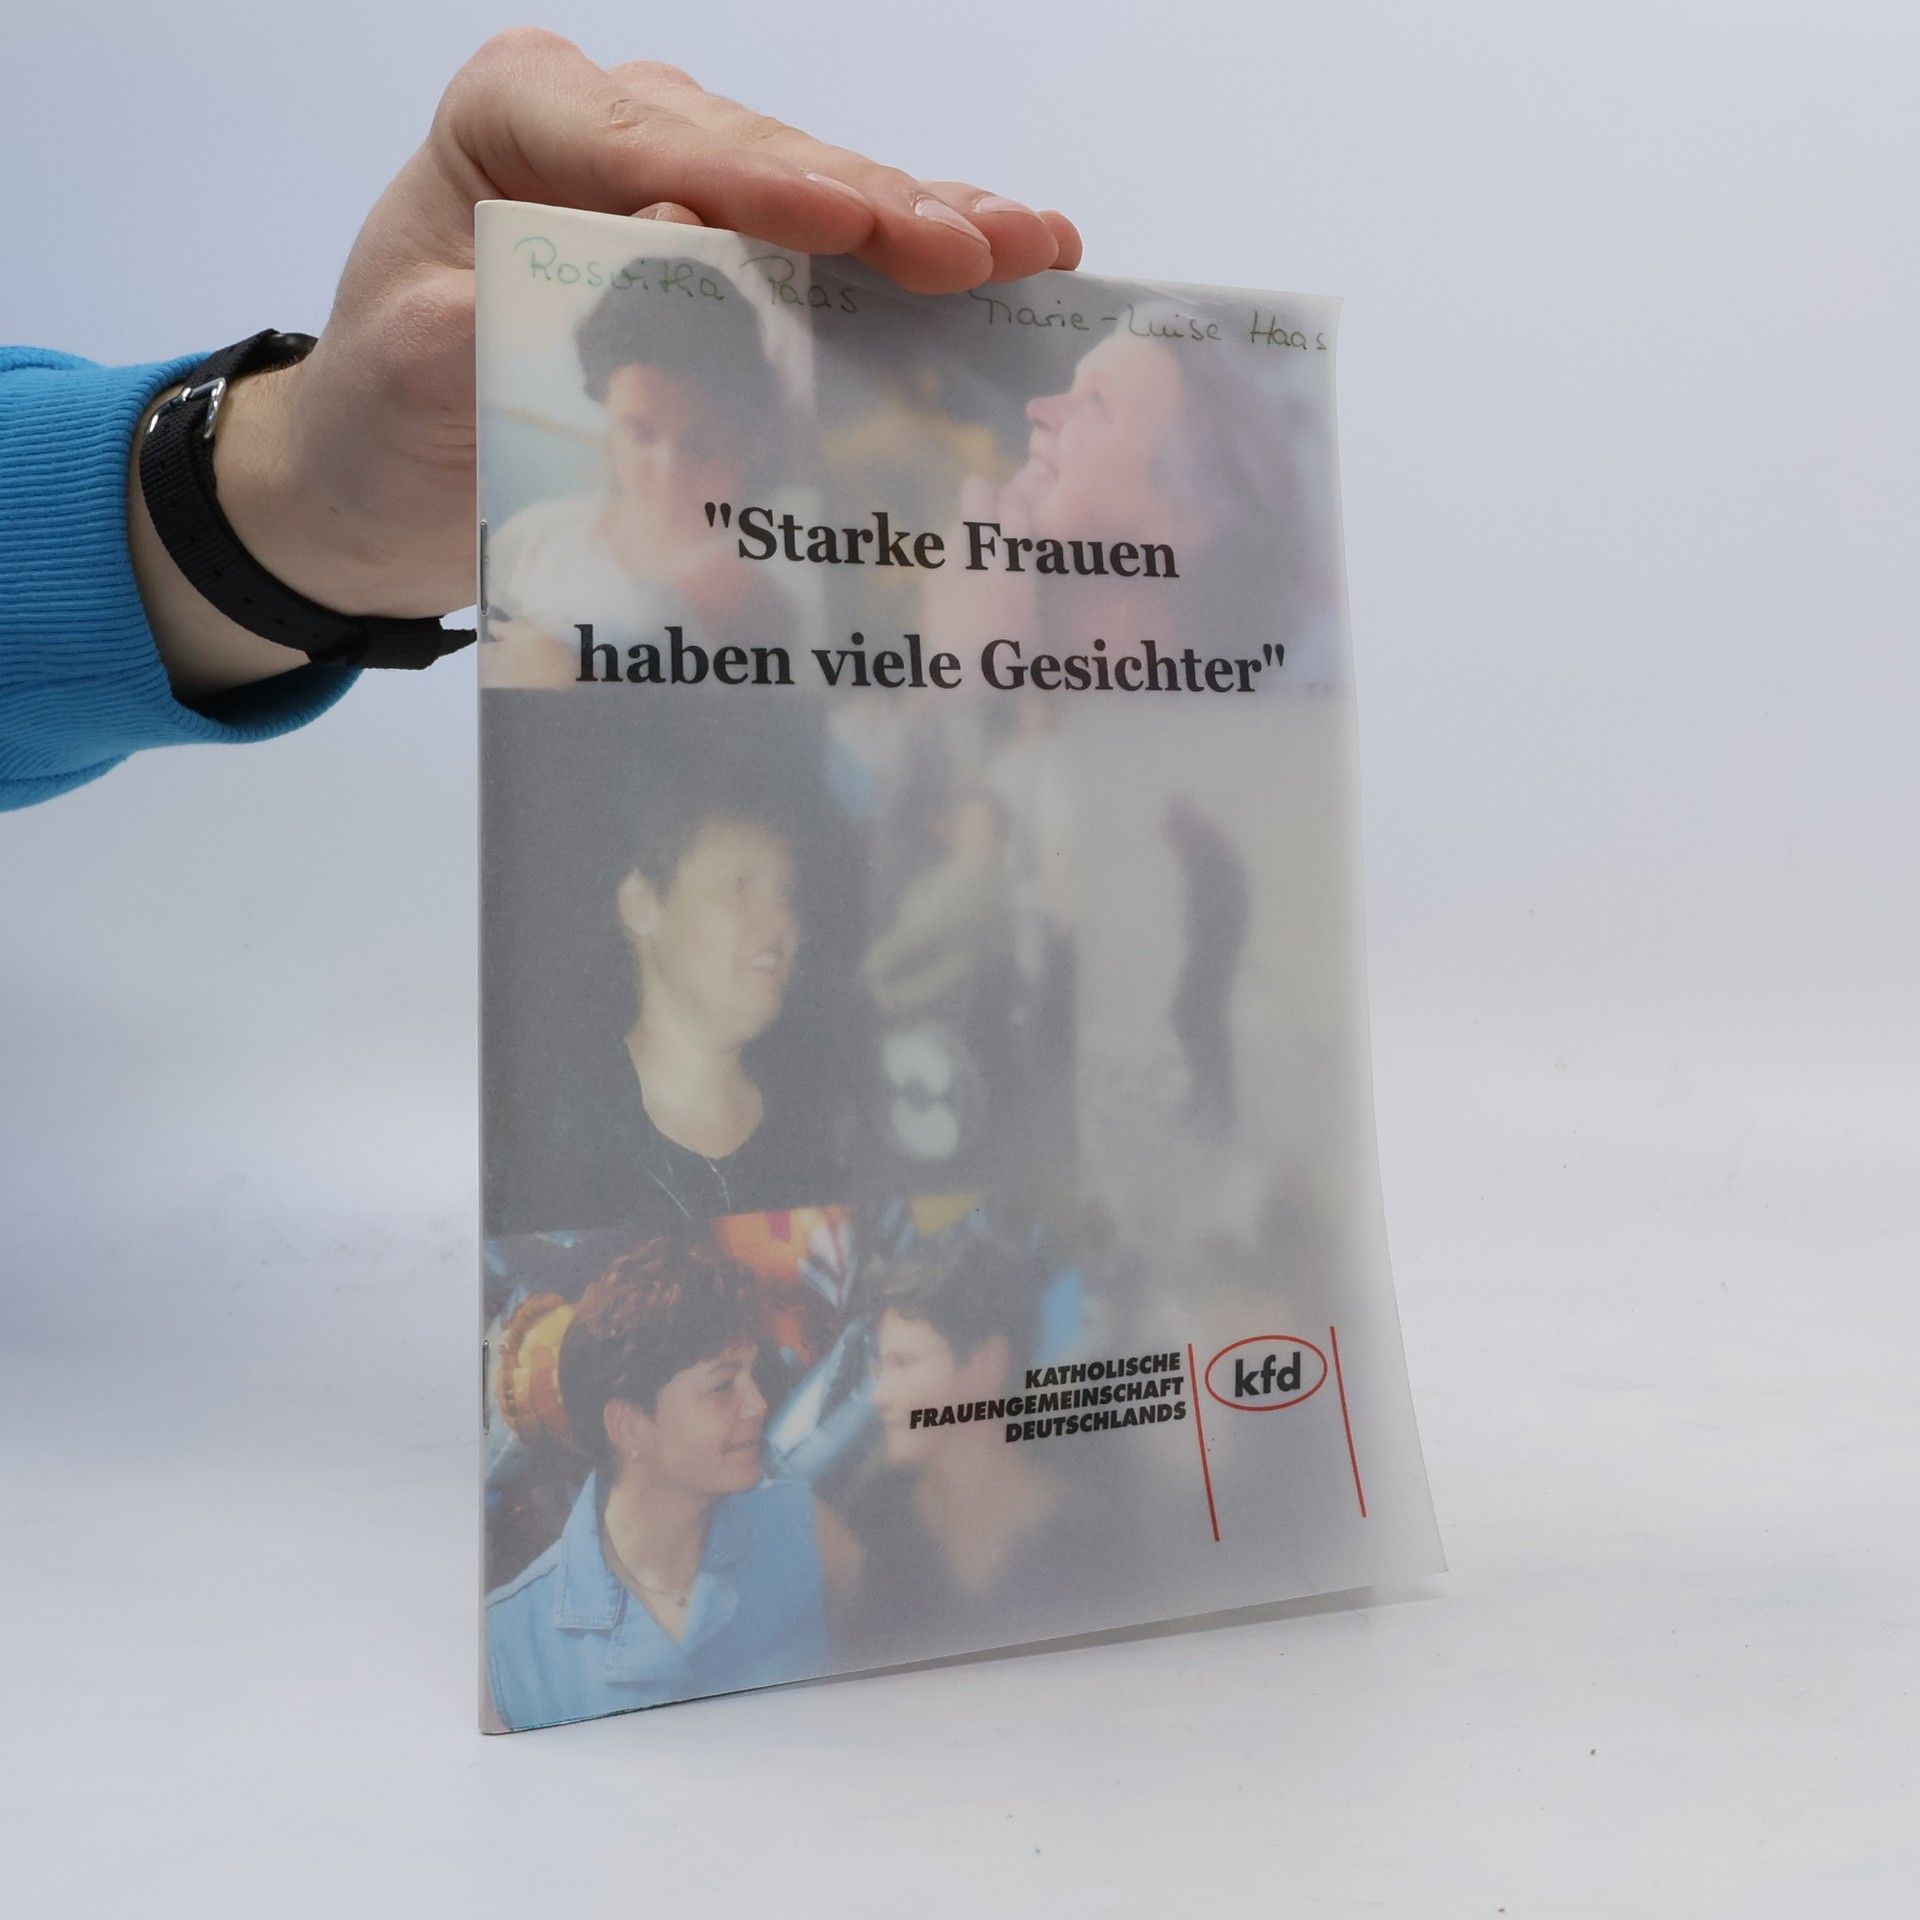 Roswitha Paas Marie-Luise Haas
"Starke Frauen
haben viele Gesichter"
KATHOLISCHE
FRAUENGEMEINSCHAFT
DEUTSCHLANDS
kfd